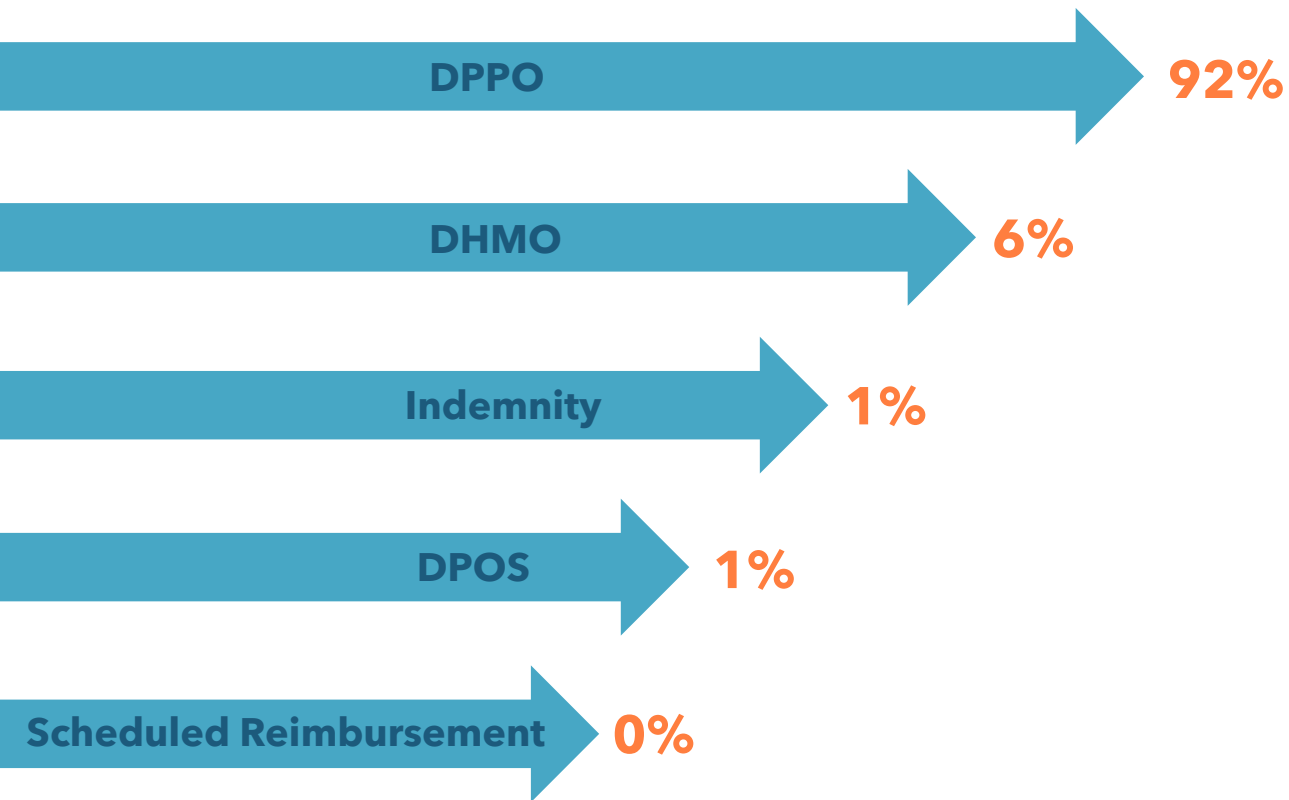 DPPO 92%
DHMO 6%
Indemnity 1%
DPOS 1%
Scheduled Reimbursement 0%